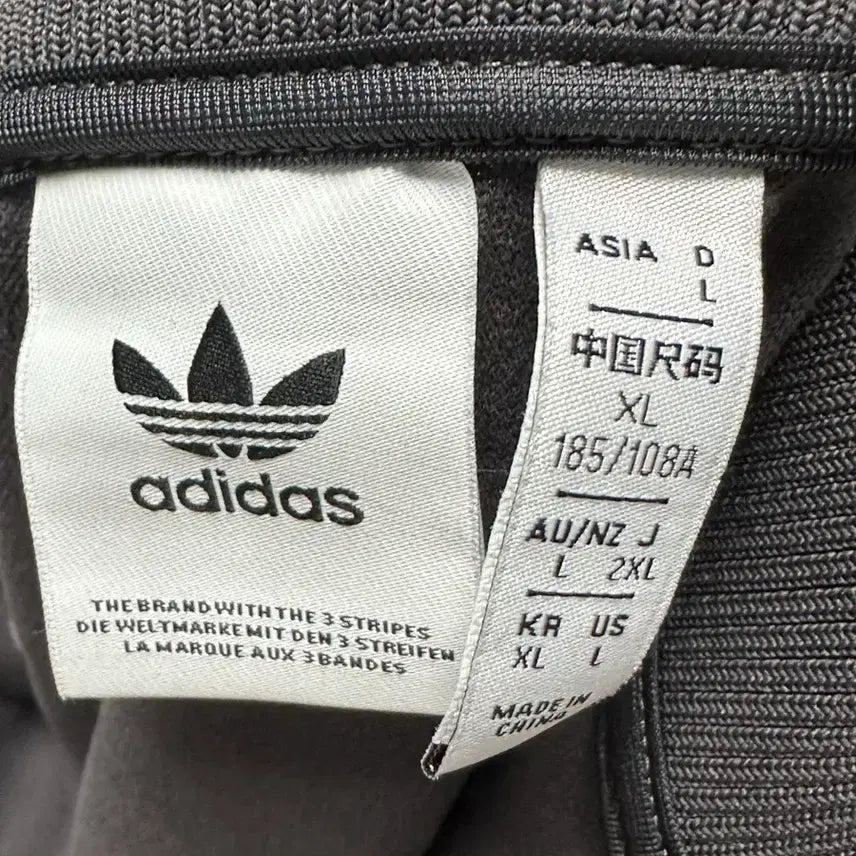 adidas
THE BRAND WITH THE 3 STRIPES
DIE WELTMARKE MIT DEN 3 STREIFEN
LA MARQUE AUX 3 BANDES
ASIA D
L
中国尺码
XL
185/108A
AU/NZ J
L 2XL
KR US
XL L
MADE IN
CHINA